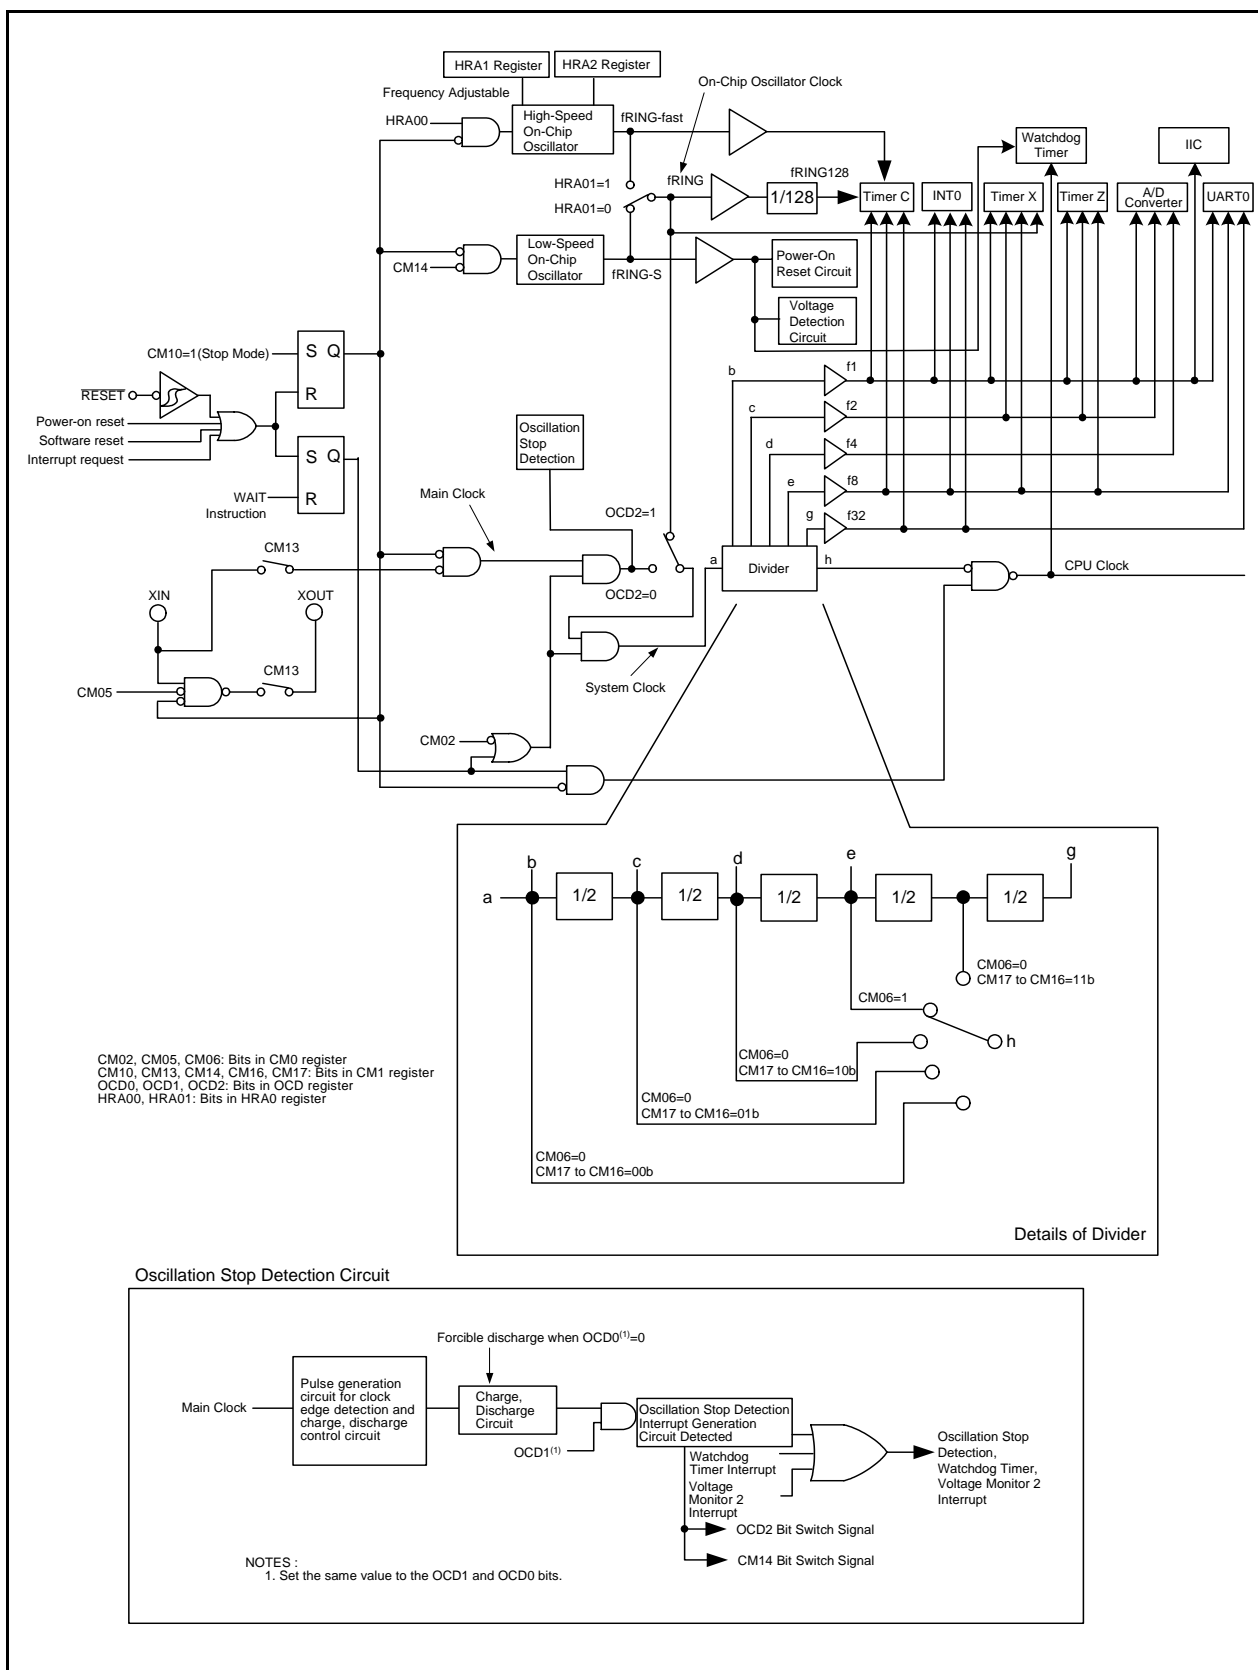 HRA1 Register
HRA2 Register
On-Chip Oscillator Clock
Frequency Adjustable
HRA00
High-Speed
On-Chip
Oscillator
fRING-fast
Watchdog
Timer
IIC
HRA01=1
HRA01=0
fRING
fRING128
1/128
Timer C
INT0
Timer X
Timer Z
A/D
Converter
UART0
CM14
Low-Speed
On-Chip
Oscillator
fRING-S
Power-On
Reset Circuit
Voltage
Detection
Circuit
CM10=1(Stop Mode)
S Q
R
RESET
Power-on reset
Software reset
Interrupt request
S Q
R
WAIT
Instruction
Oscillation
Stop
Detection
b
f1
c
f2
d
f4
e
f8
g
f32
Main Clock
OCD2=1
OCD2=0
a
Divider
h
CPU Clock
CM13
XIN
XOUT
CM13
CM05
System Clock
CM02
a
b
1/2
c
1/2
d
1/2
e
1/2
1/2
g
CM06=0
CM17 to CM16=11b
CM06=1
h
CM06=0
CM17 to CM16=10b
CM06=0
CM17 to CM16=01b
CM06=0
CM17 to CM16=00b
Details of Divider
CM02, CM05, CM06: Bits in CM0 register
CM10, CM13, CM14, CM16, CM17: Bits in CM1 register
OCD0, OCD1, OCD2: Bits in OCD register
HRA00, HRA01: Bits in HRA0 register
Oscillation Stop Detection Circuit
Forcible discharge when OCD0(1)=0
Main Clock
Pulse generation
circuit for clock
edge detection and
charge, discharge
control circuit
Charge,
Discharge
Circuit
OCD1(1)
Oscillation Stop Detection
Interrupt Generation
Circuit Detected
Watchdog
Timer Interrupt
Voltage
Monitor 2
Interrupt
Oscillation Stop
Detection,
Watchdog Timer,
Voltage Monitor 2
Interrupt
OCD2 Bit Switch Signal
CM14 Bit Switch Signal
NOTES :
1. Set the same value to the OCD1 and OCD0 bits.